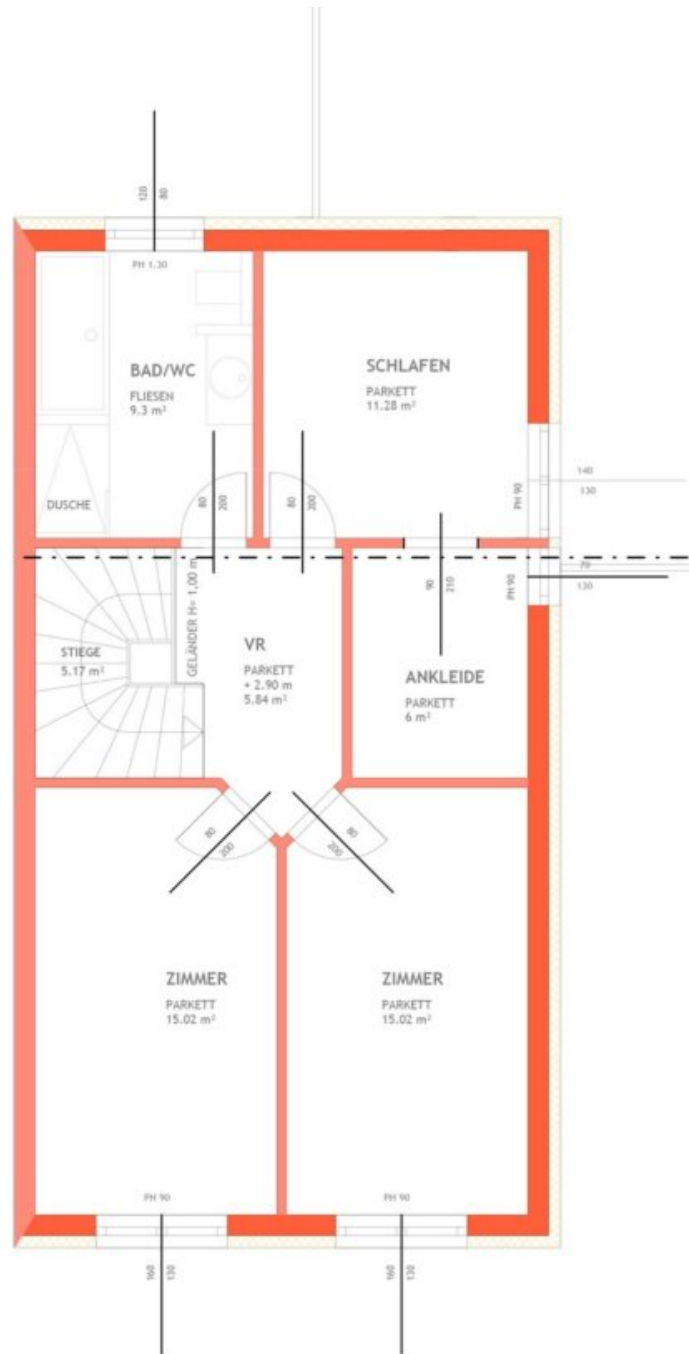 120
80
PH 1.30
BAD/WC
FLIESEN
9.3 m²
SCHLAFEN
PARKETT
11.28 m²
140
130
PH 90
DUSCHE
80
200
80
200
70
130
PH 90
90
210
GELÄNDER H= 1,00 m
STIEGE
5.17 m²
VR
PARKETT
+ 2.90 m
5.84 m²
ANKLEIDE
PARKETT
6 m²
80
200
80
200
ZIMMER
PARKETT
15.02 m²
ZIMMER
PARKETT
15.02 m²
PH 90
PH 90
160
130
160
130